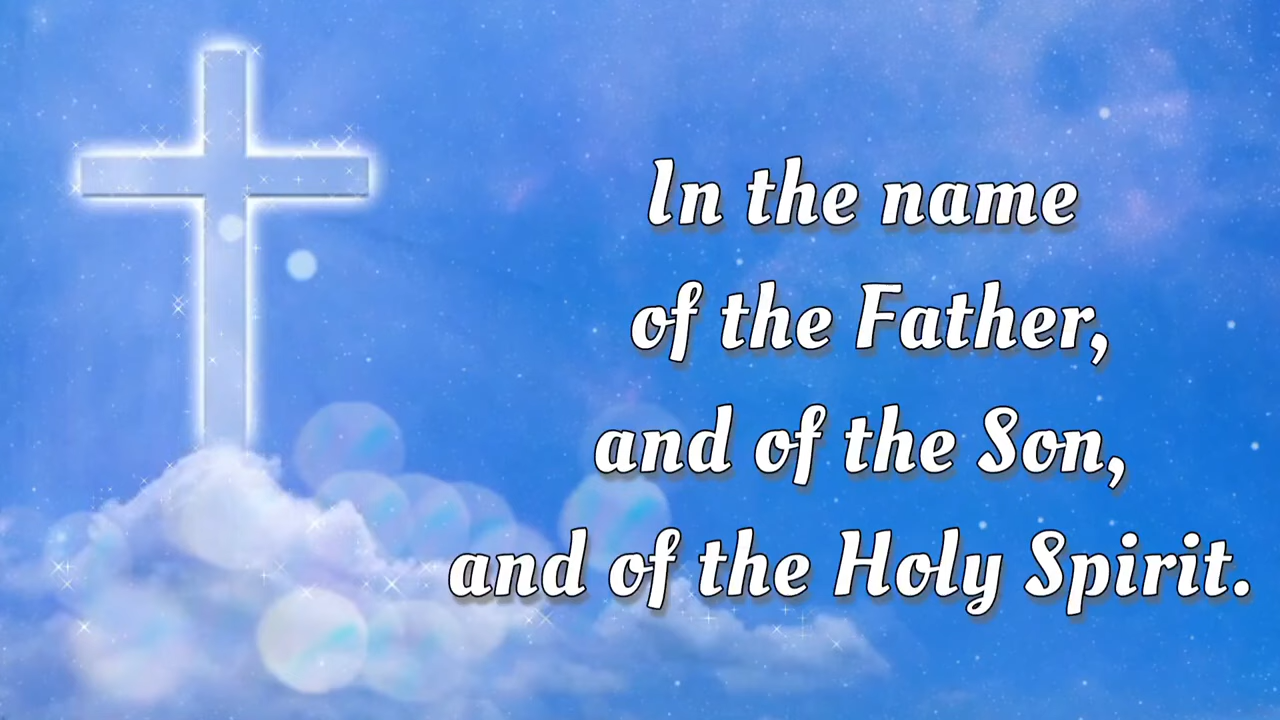 In the name
of the Father,
and of the Son,
and of the Holy Spirit.